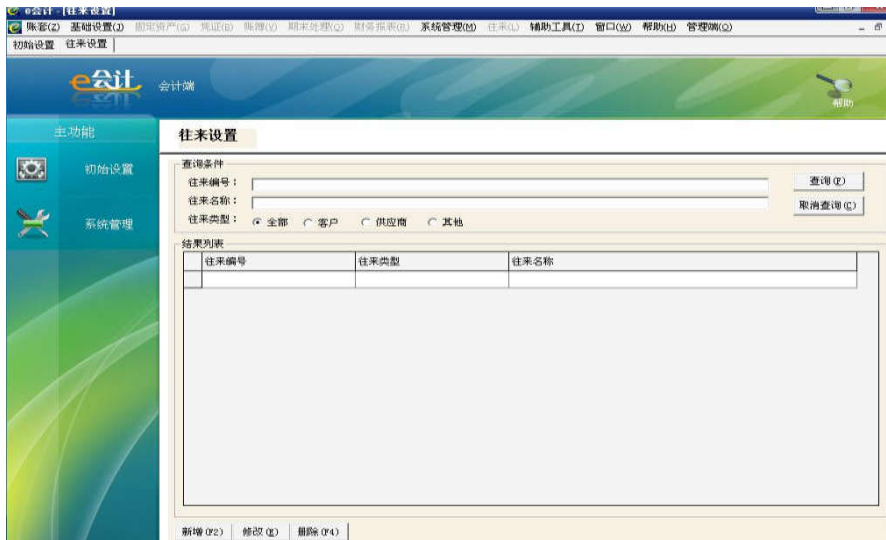 e会计 - [往来设置]
账套(Z) 基础设置(J) 固定资产(G) 凭证(B) 账簿(V) 期末处理(Q) 财务报表(R) 系统管理(M) 往来(L) 辅助工具(T) 窗口(W) 帮助(H) 管理端(O)
初始设置 往来设置
e会计 会计端
帮助
主功能
往来设置
初始设置
系统管理
查询条件
往来编号：
查询(F)
往来名称：
取消查询(C)
往来类型： 全部 客户 供应商 其他
结果列表
往来编号 往来类型 往来名称
新增(F2) 修改(E) 删除(F4)